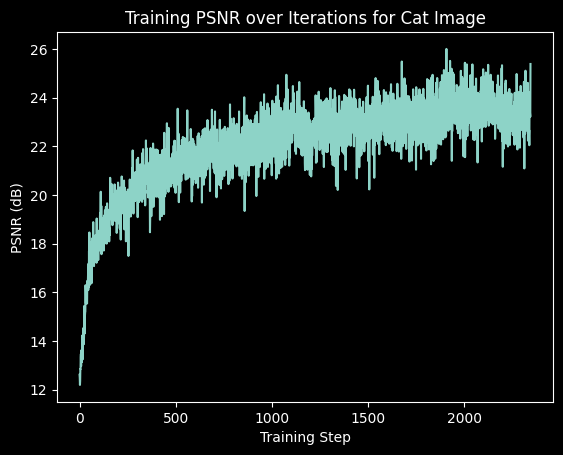 Training PSNR over Iterations for Cat Image
26
24
22
20
18
16
14
12
PSNR (dB)
0 500 1000 1500 2000
Training Step